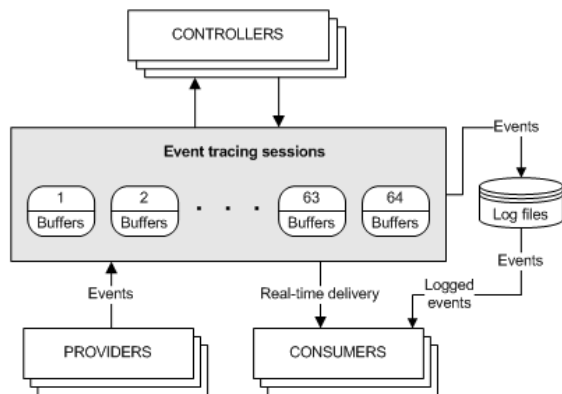 CONTROLLERS
Event tracing sessions
1
Buffers
2
Buffers
. . .
63
Buffers
64
Buffers
Events
Log files
Events
Events
Real-time delivery
Logged
events
PROVIDERS
CONSUMERS